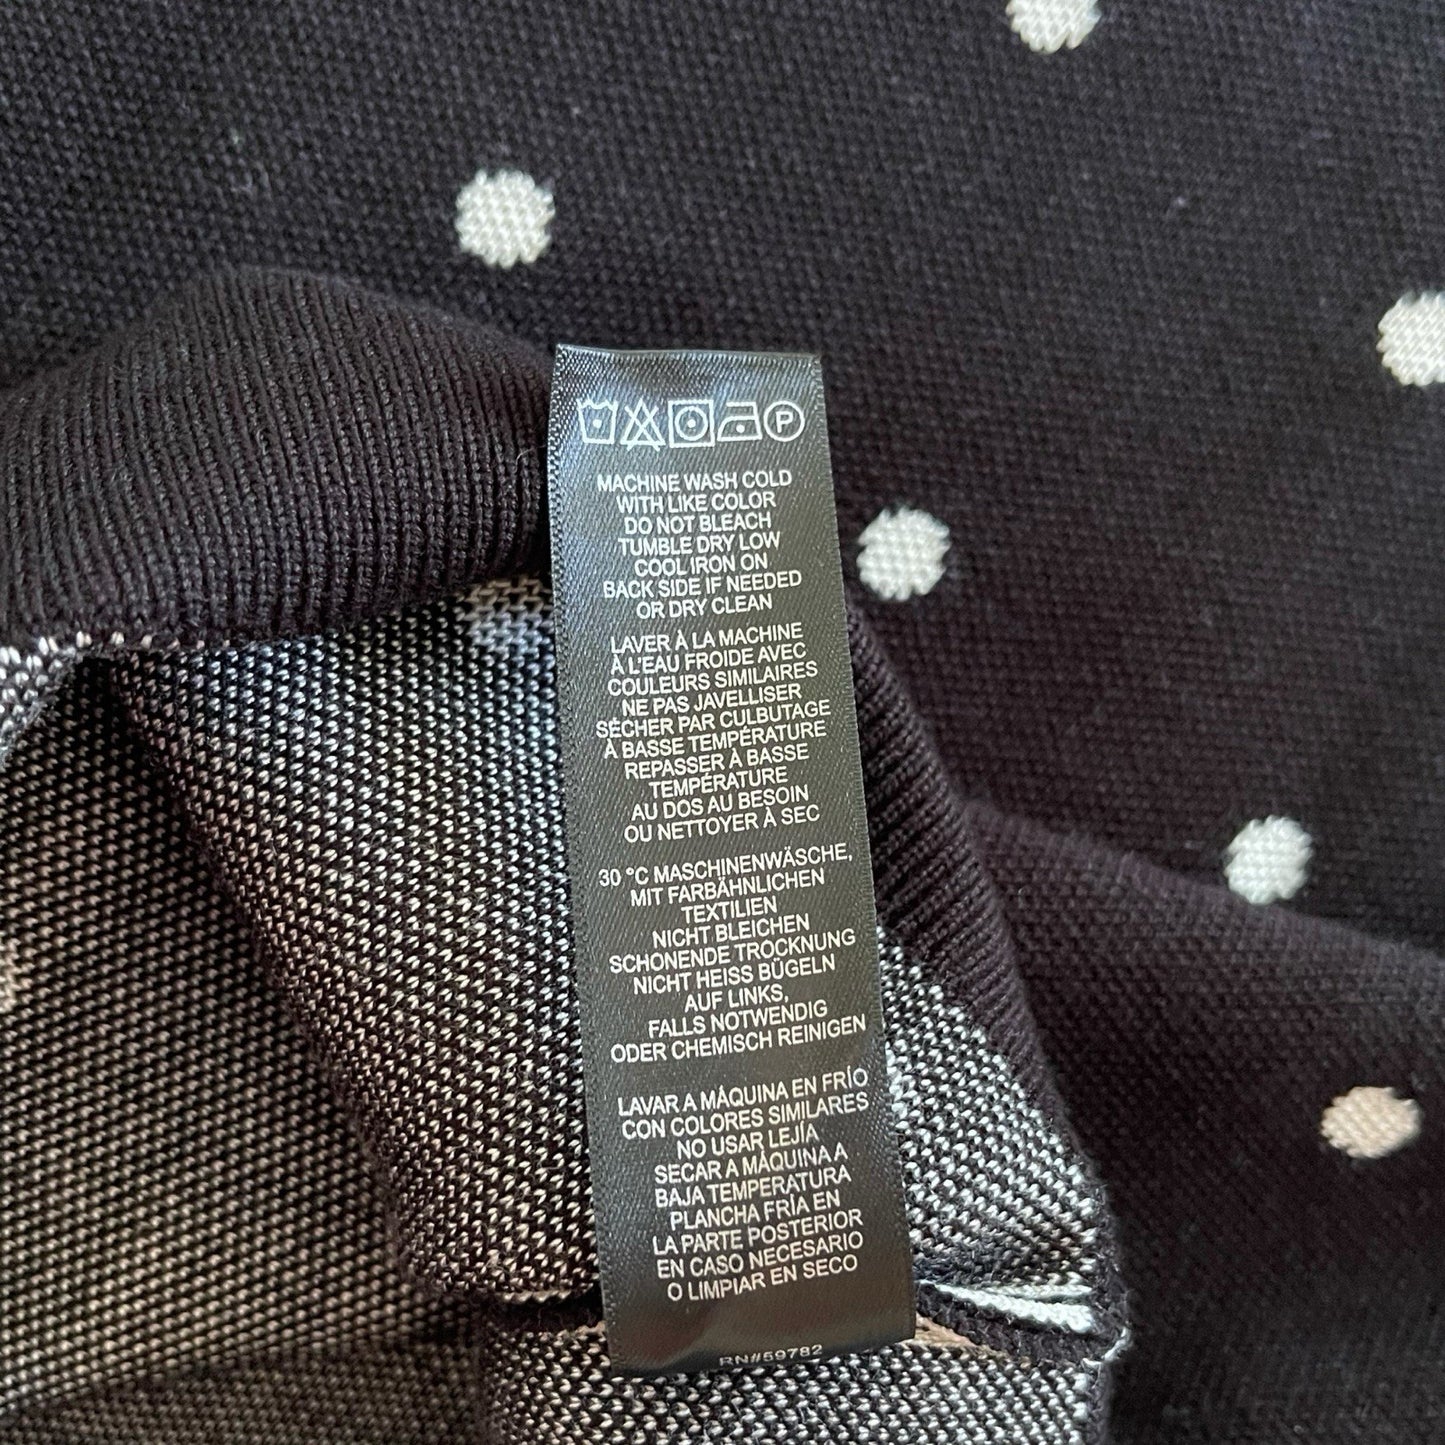 P
MACHINE WASH COLD
WITH LIKE COLOR
DO NOT BLEACH
TUMBLE DRY LOW
COOL IRON ON
BACK SIDE IF NEEDED
OR DRY CLEAN
LAVER À LA MACHINE
À L'EAU FROIDE AVEC
COULEURS SIMILAIRES
NE PAS JAVELLISER
SÉCHER PAR CULBUTAGE
À BASSE TEMPÉRATURE
REPASSER À BASSE
TEMPÉRATURE
AU DOS AU BESOIN
OU NETTOYER À SEC
30 °C MASCHINENWÄSCHE,
MIT FARBÄHNLICHEN
TEXTILIEN
NICHT BLEICHEN
SCHONENDE TROCKNUNG
NICHT HEISS BÜGELN
AUF LINKS,
FALLS NOTWENDIG
ODER CHEMISCH REINIGEN
LAVAR A MÁQUINA EN FRÍO
CON COLORES SIMILARES
NO USAR LEJÍA
SECAR A MÁQUINA A
BAJA TEMPERATURA
PLANCHA FRÍA EN
LA PARTE POSTERIOR
EN CASO NECESARIO
O LIMPIAR EN SECO
RN#59782